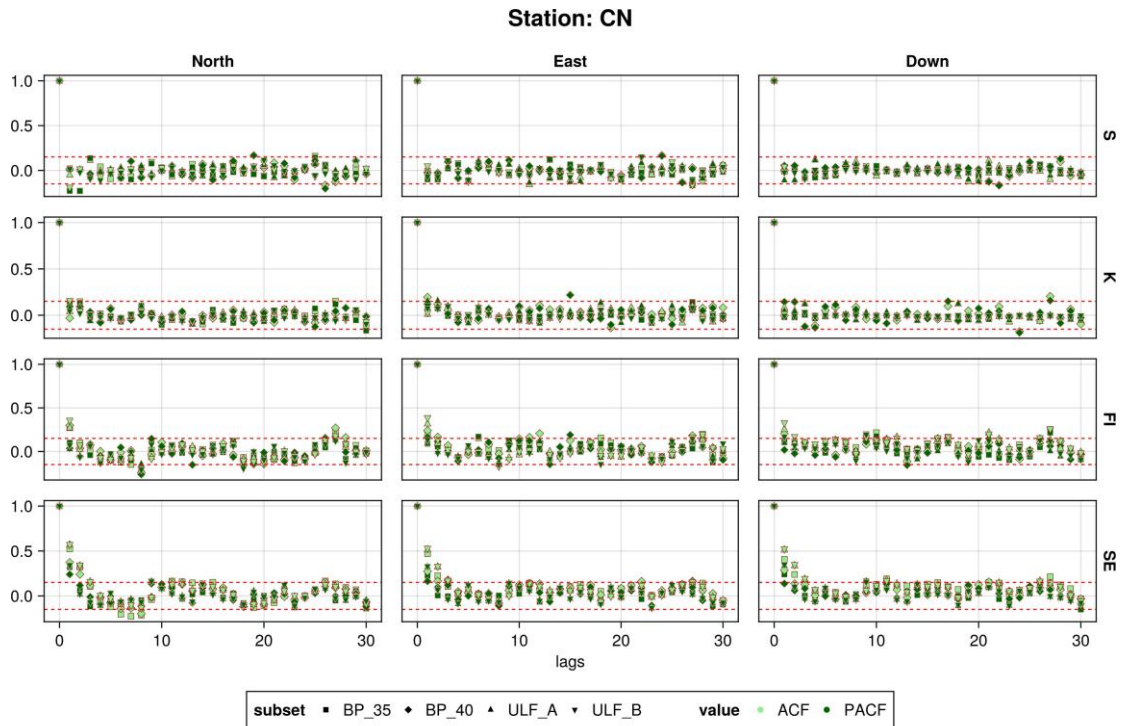 Station: CN
North East Down
1.0
0.5
0.0
S
1.0
0.5
0.0
K
1.0
0.5
0.0
FI
1.0
0.5
0.0
SE
0 10 20 30 0 10 20 30 0 10 20 30
lags
subset BP_35 BP_40 ULF_A ULF_B value ACF PACF